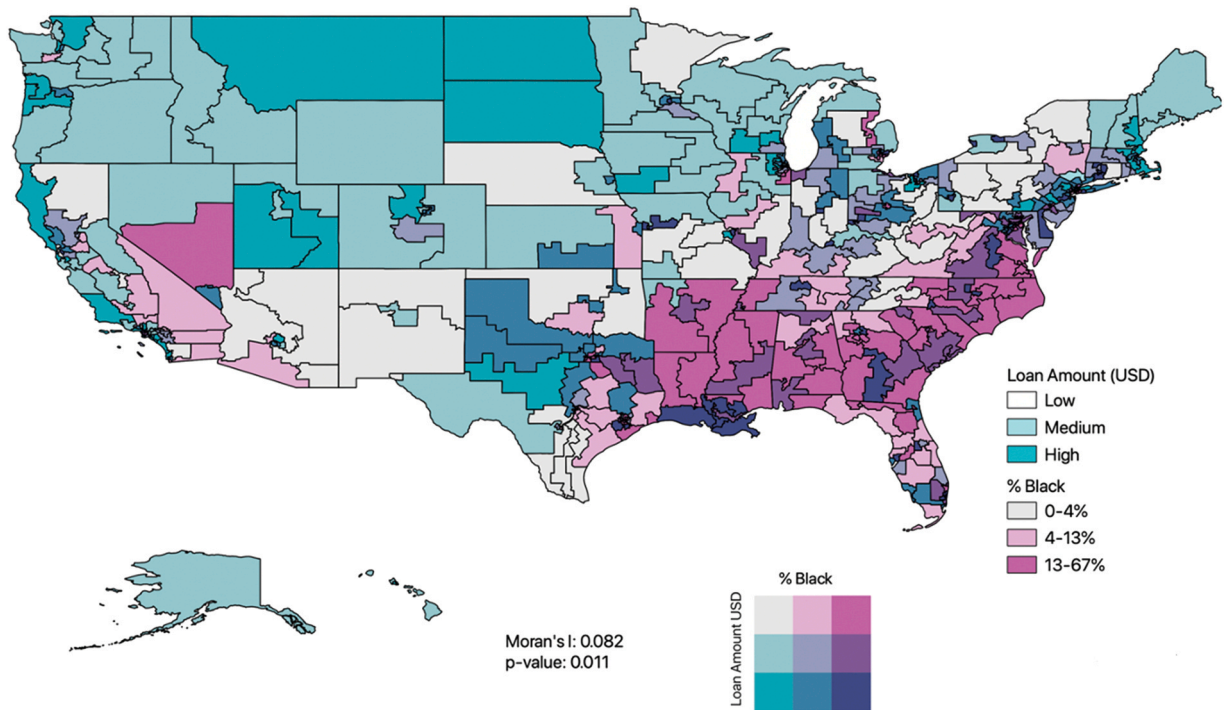 Loan Amount (USD)
Low
Medium
High
% Black
0-4%
4-13%
13-67%
% Black
Loan Amount USD
Moran's I: 0.082
p-value: 0.011